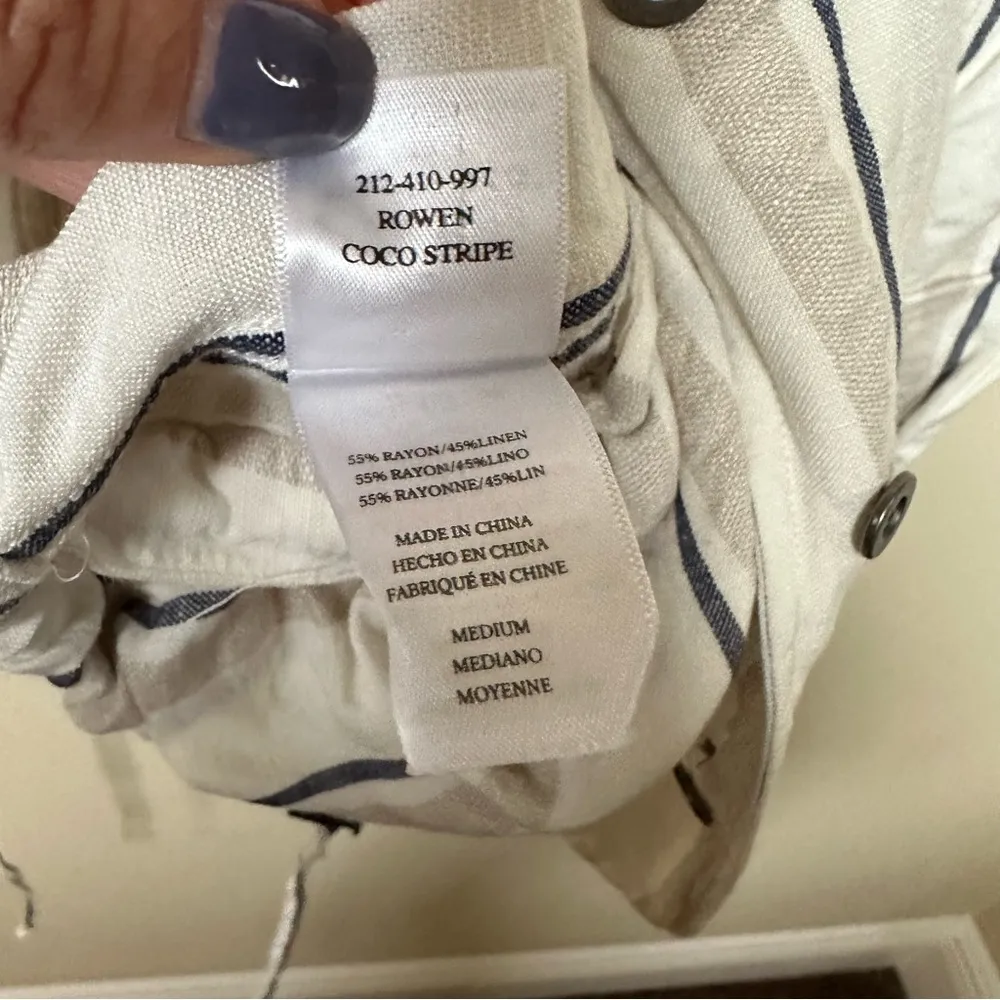 212-410-997
ROWEN
COCO STRIPE
55% RAYON/45%LINEN
55% RAYON/45%LINO
55% RAYONNE/45%LIN
MADE IN CHINA
HECHO EN CHINA
FABRIQUÉ EN CHINE
MEDIUM
MEDIANO
MOYENNE